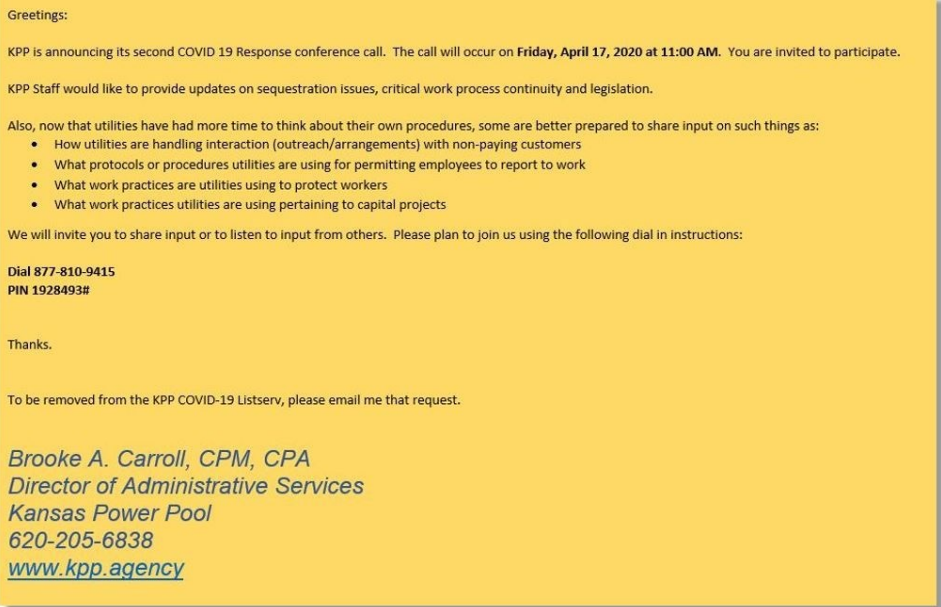 Greetings:
KPP is announcing its second COVID 19 Response conference call.  The call will occur on Friday, April 17, 2020 at 11:00 AM.  You are invited to participate.
KPP Staff would like to provide updates on sequestration issues, critical work process continuity and legislation.
Also, now that utilities have had more time to think about their own procedures, some are better prepared to share input on such things as:
• How utilities are handling interaction (outreach/arrangements) with non-paying customers
• What protocols or procedures utilities are using for permitting employees to report to work
• What work practices are utilities using to protect workers
• What work practices utilities are using pertaining to capital projects
We will invite you to share input or to listen to input from others.  Please plan to join us using the following dial in instructions:
Dial 877-810-9415
PIN 1928493#
Thanks.
To be removed from the KPP COVID-19 Listserv, please email me that request.
Brooke A. Carroll, CPM, CPA
Director of Administrative Services
Kansas Power Pool
620-205-6838
www.kpp.agency